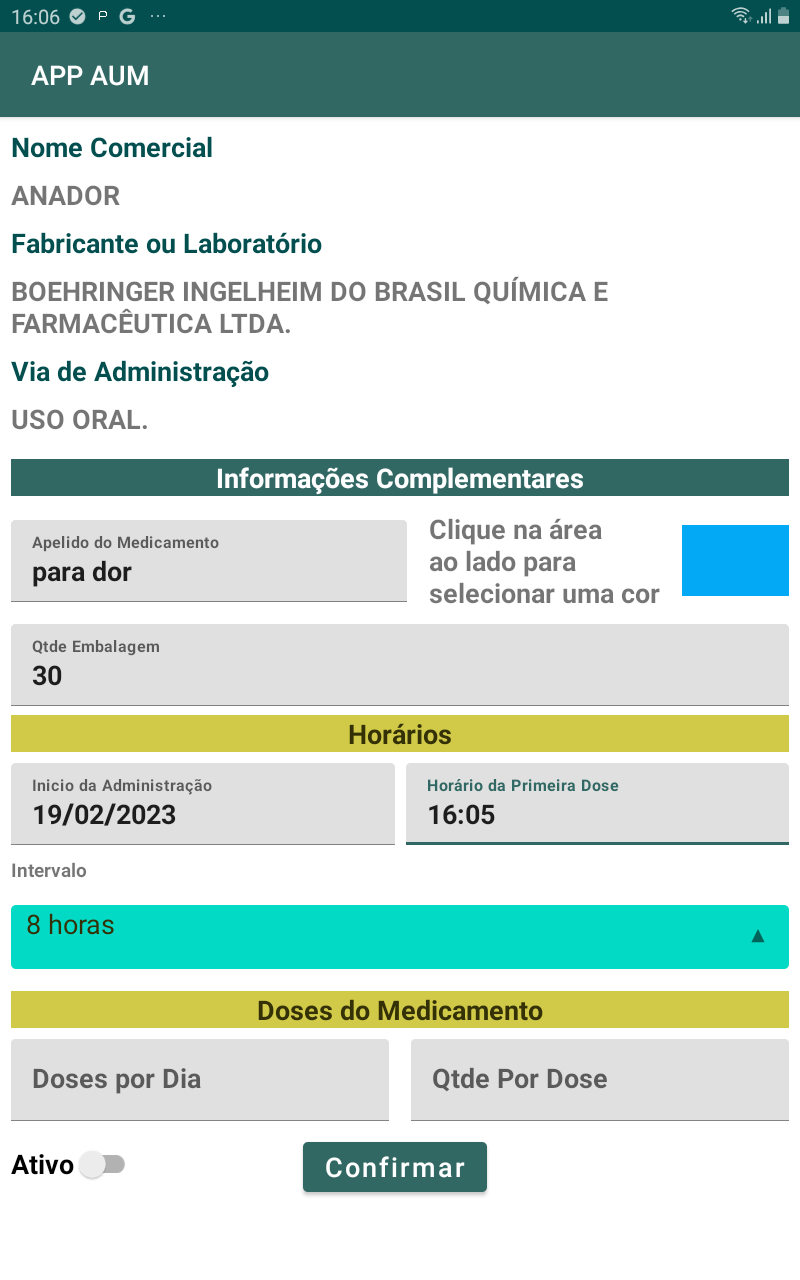 16:06
APP AUM
Nome Comercial
ANADOR
Fabricante ou Laboratório
BOEHRINGER INGELHEIM DO BRASIL QUÍMICA E
FARMACÊUTICA LTDA.
Via de Administração
USO ORAL.
Informações Complementares
Apelido do Medicamento
para dor
Clique na área
ao lado para
selecionar uma cor
Qtde Embalagem
30
Horários
Inicio da Administração
19/02/2023
Horário da Primeira Dose
16:05
Intervalo
8 horas
Doses do Medicamento
Doses por Dia
Qtde Por Dose
Ativo
Confirmar